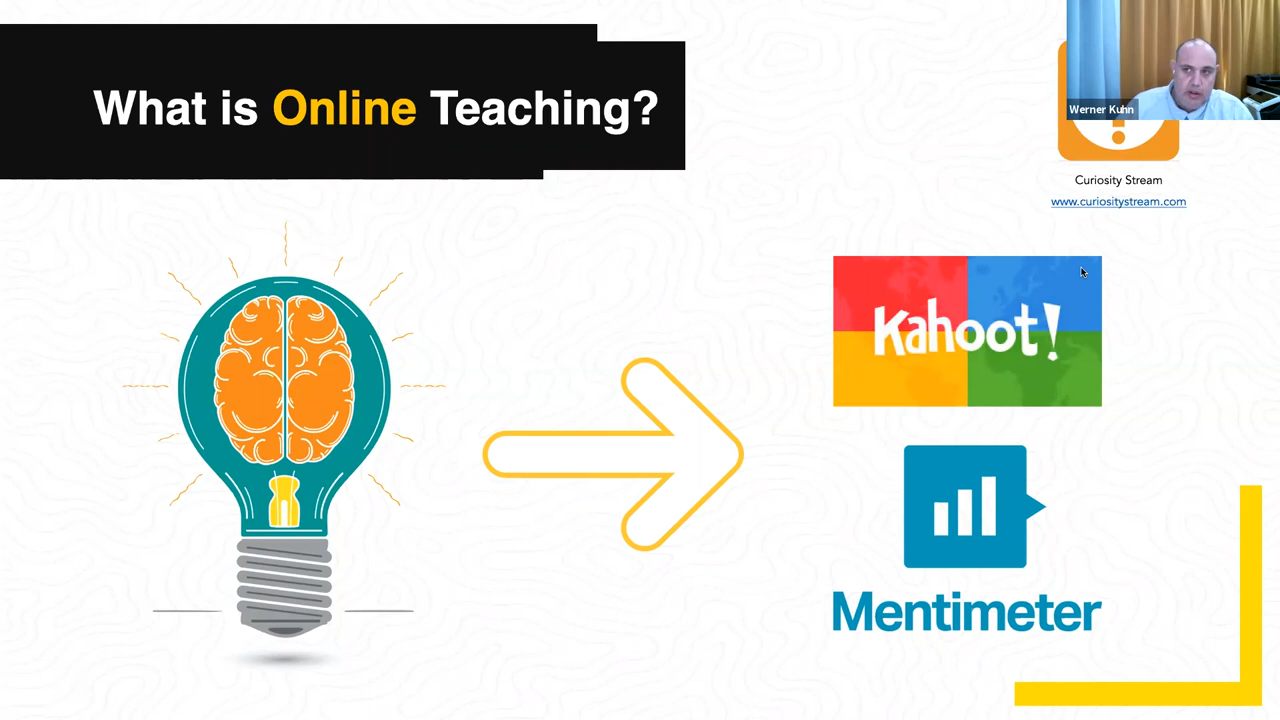 What is Online Teaching?
Werner Kuhn
Curiosity Stream
www.curiositystream.com
Kahoot!
Mentimeter